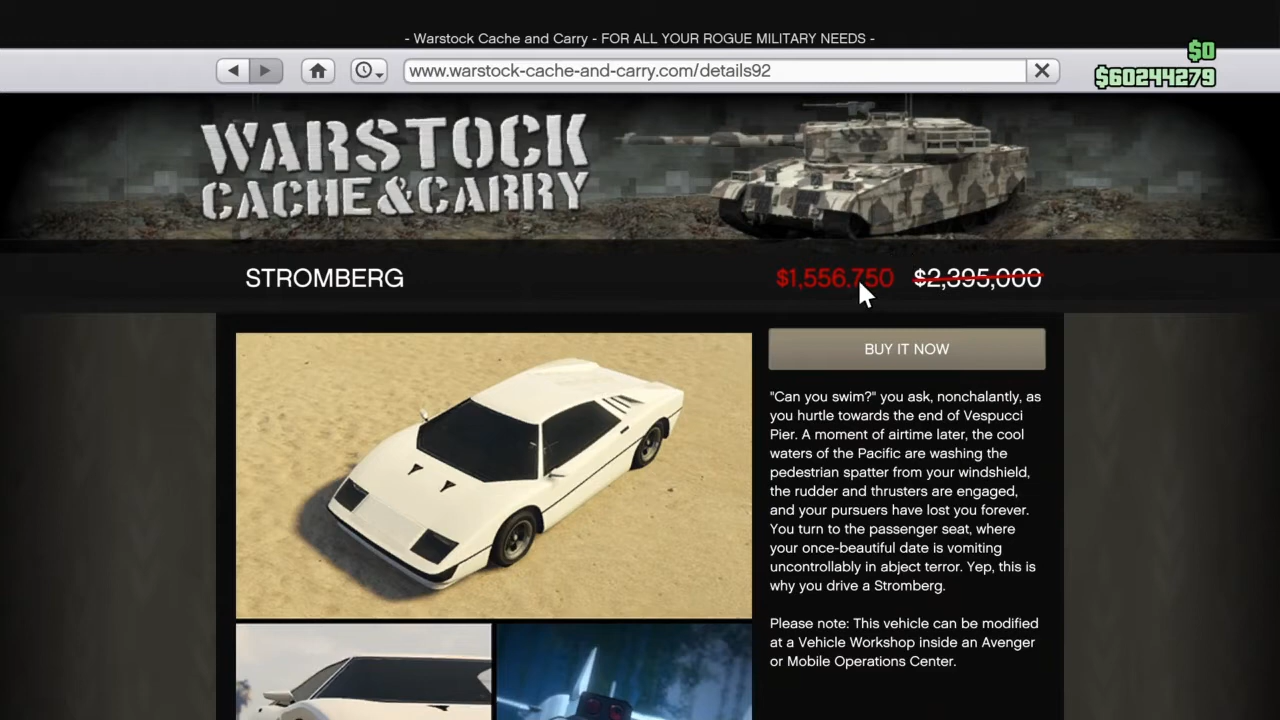 - Warstock Cache and Carry - FOR ALL YOUR ROGUE MILITARY NEEDS -
$0
www.warstock-cache-and-carry.com/details92
$60244279
WARSTOCK
CACHE&CARRY
STROMBERG
$1,556,750 $2,395,000
BUY IT NOW
"Can you swim?" you ask, nonchalantly, as
you hurtle towards the end of Vespucci
Pier. A moment of airtime later, the cool
waters of the Pacific are washing the
pedestrian spatter from your windshield,
the rudder and thrusters are engaged,
and your pursuers have lost you forever.
You turn to the passenger seat, where
your once-beautiful date is vomiting
uncontrollably in abject terror. Yep, this is
why you drive a Stromberg.
Please note: This vehicle can be modified
at a Vehicle Workshop inside an Avenger
or Mobile Operations Center.